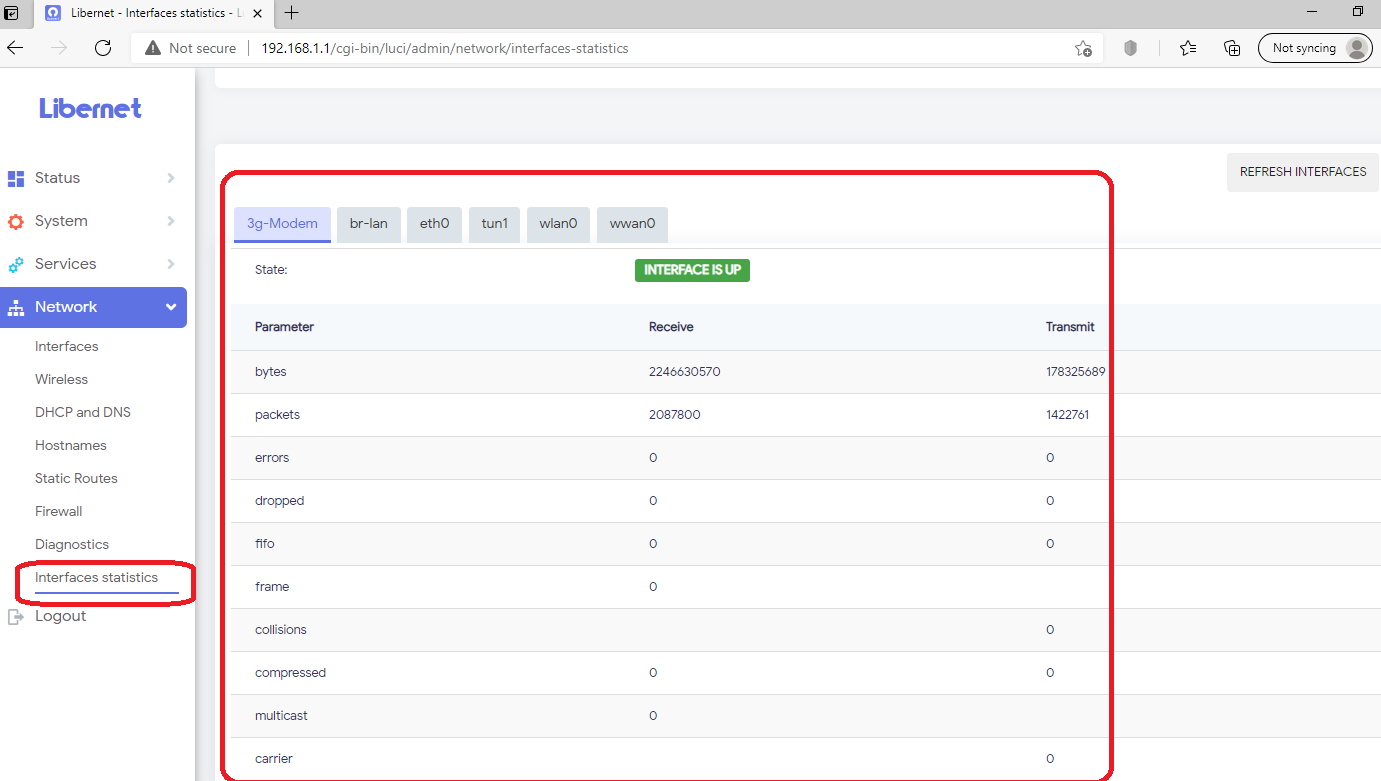 Libernet - Interfaces statistics - L
Not secure
192.168.1.1/cgi-bin/luci/admin/network/interfaces-statistics
Not syncing
Libernet
Status
System
Services
Network
Interfaces
Wireless
DHCP and DNS
Hostnames
Static Routes
Firewall
Diagnostics
Interfaces statistics
Logout
REFRESH INTERFACES
3g-Modem br-lan eth0 tun1 wlan0 wwan0
State: INTERFACE IS UP
Parameter Receive Transmit
bytes 2246630570 178325689
packets 2087800 1422761
errors 0 0
dropped 0 0
fifo 0 0
frame 0
collisions 0
compressed 0 0
multicast 0
carrier 0